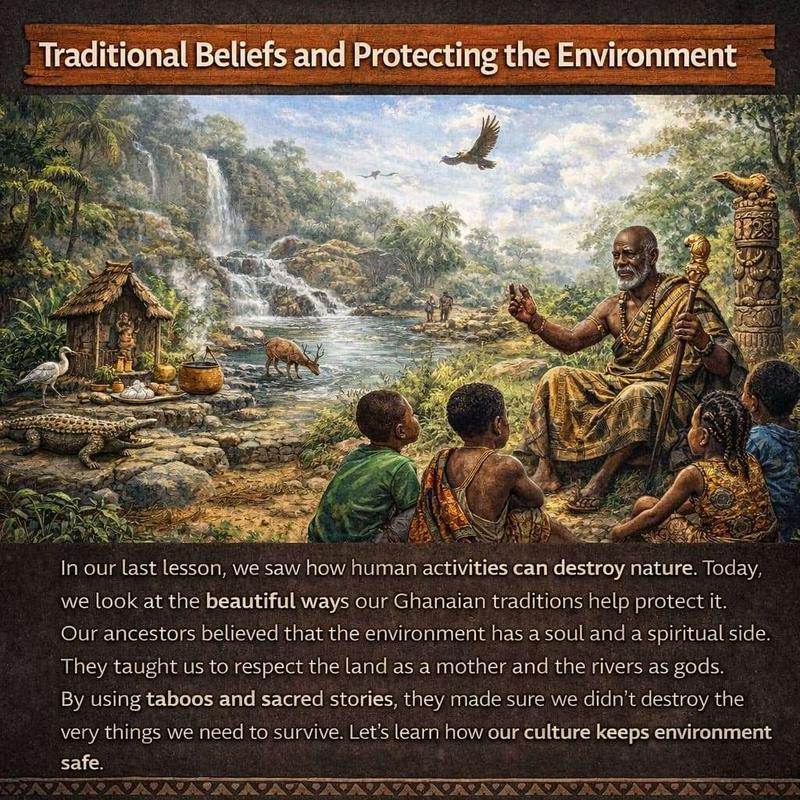 Traditional Beliefs and Protecting the Environment
In our last lesson, we saw how human activities can destroy nature. Today,
we look at the beautiful ways our Ghanaian traditions help protect it.
Our ancestors believed that the environment has a soul and a spiritual side.
They taught us to respect the land as a mother and the rivers as gods.
By using taboos and sacred stories, they made sure we didn't destroy the
very things we need to survive. Let's learn how our culture keeps environment
safe.